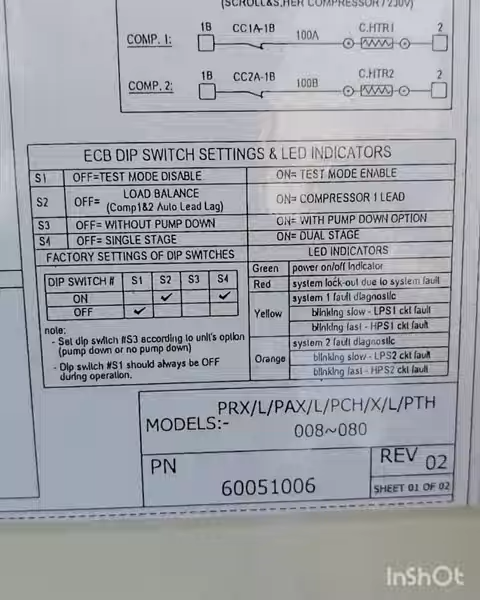 (SCROLL&S,HER COMPRESSOR / 230V)
COMP. 1: 1B CC1A-1B 100A C.HTR1 2
COMP. 2: 1B CC2A-1B 100B C.HTR2 2
ECB DIP SWITCH SETTINGS & LED INDICATORS
S1 OFF=TEST MODE DISABLE ON= TEST MODE ENABLE
S2 OFF= LOAD BALANCE (Comp1&2 Auto Lead Lag) ON= COMPRESSOR 1 LEAD
S3 OFF= WITHOUT PUMP DOWN ON= WITH PUMP DOWN OPTION
S4 OFF= SINGLE STAGE ON= DUAL STAGE
FACTORY SETTINGS OF DIP SWITCHES
DIP SWITCH # S1 S2 S3 S4
ON ✓ ✓
OFF ✓
note:
- Set dip switch #S3 according to unit's option
(pump down or no pump down)
- Dip switch #S1 should always be OFF
during operation.
LED INDICATORS
Green power on/off indicator
Red system lock-out due to system fault
Yellow system 1 fault diagnostic
blinking slow - LPS1 ckt fault
blinking fast - HPS1 ckt fault
Orange system 2 fault diagnostic
blinking slow - LPS2 ckt fault
blinking fast - HPS2 ckt fault
MODELS:- PRX/L/PAX/L/PCH/X/L/PTH
008~080
PN 60051006
REV 02
SHEET 01 OF 02
InShOt